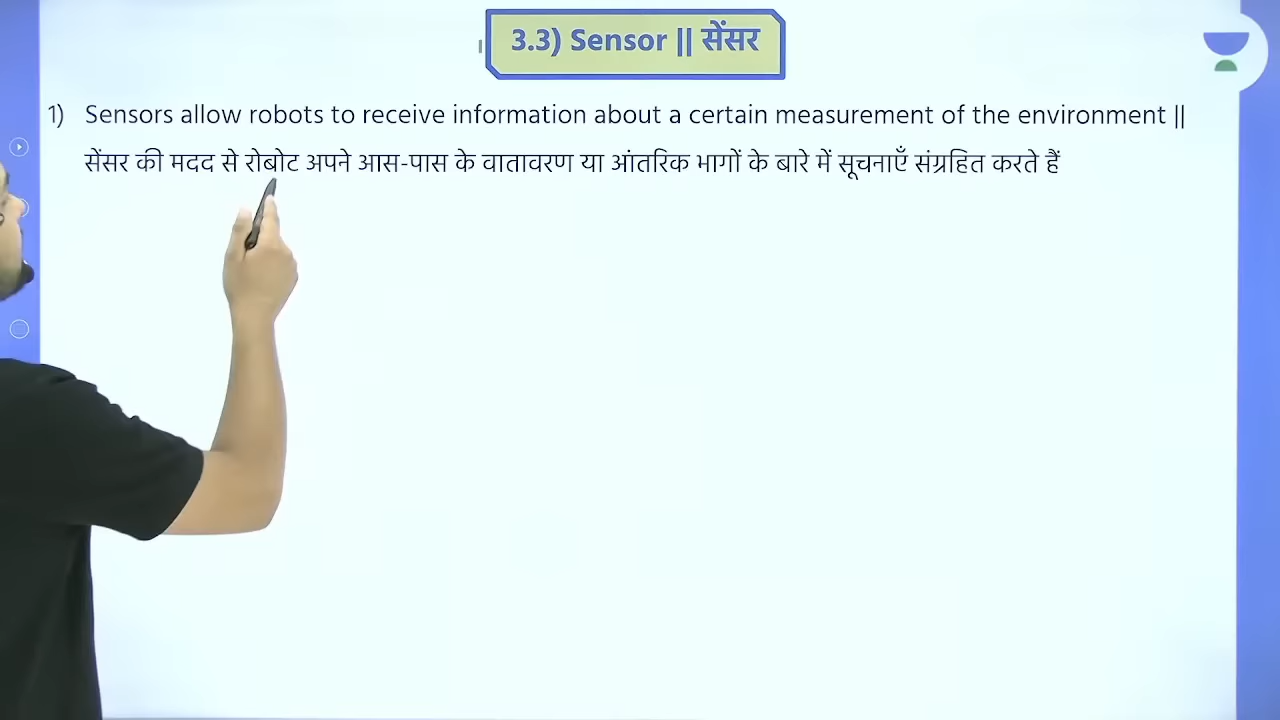 3.3) Sensor || सेंसर
1) Sensors allow robots to receive information about a certain measurement of the environment ||
सेंसर की मदद से रोबोट अपने आस-पास के वातावरण या आंतरिक भागों के बारे में सूचनाएँ संग्रहित करते हैं